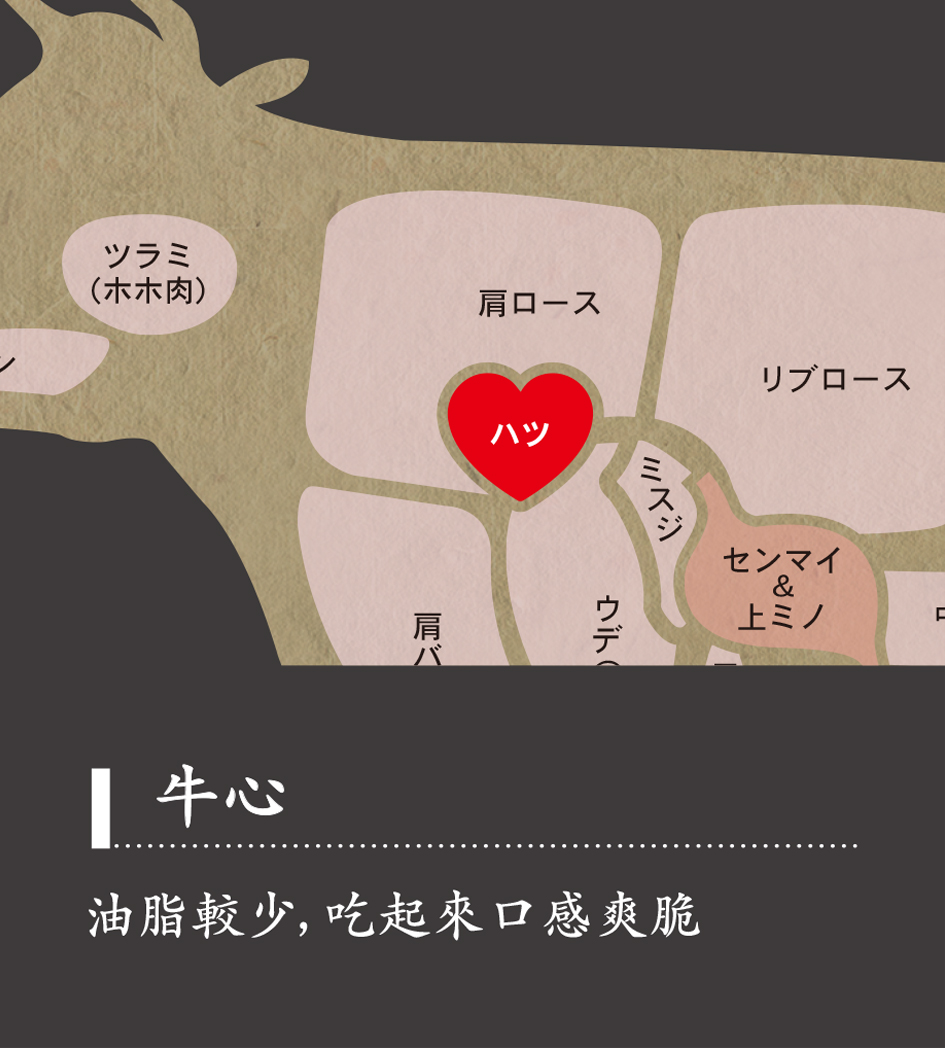 ツラミ
（ホホ肉）
肩ロース
リブロース
ハツ
ミスジ
センマイ
&
上ミノ
ウデ
肩バ
牛心
油脂較少,吃起來口感爽脆